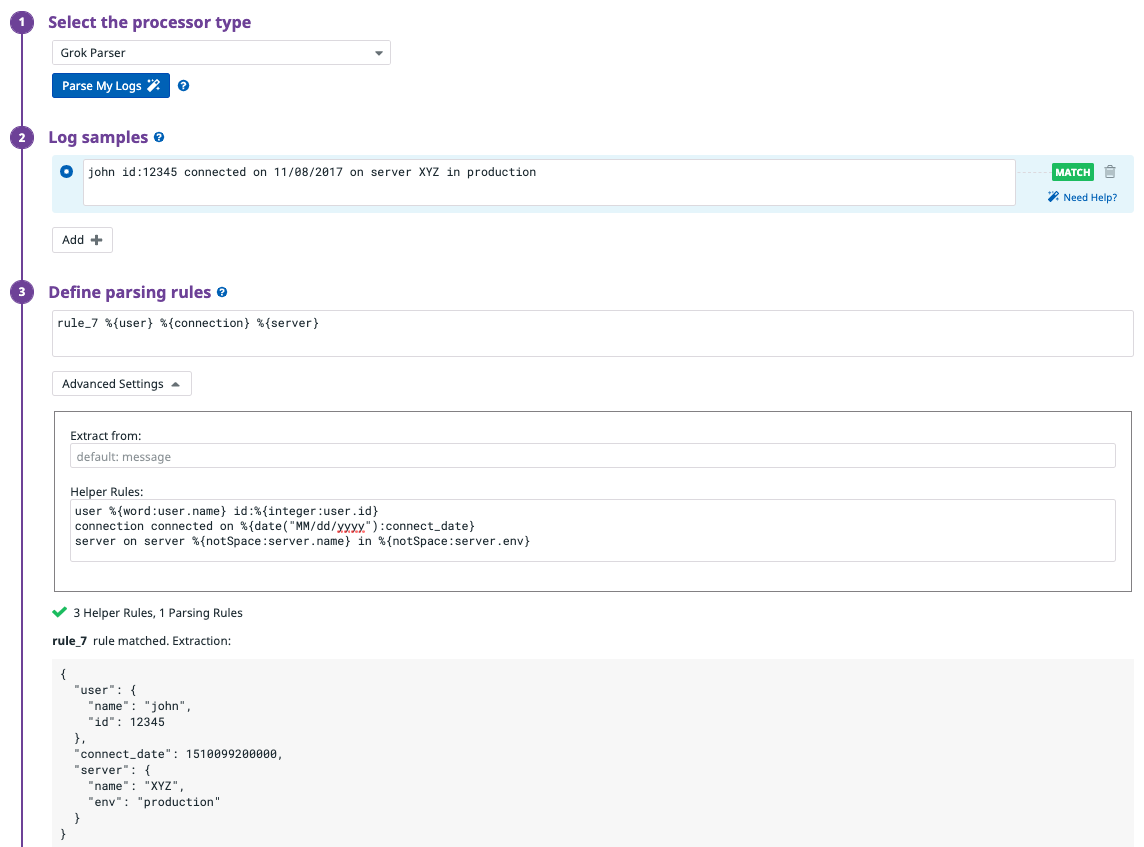 1 Select the processor type
Grok Parser
Parse My Logs ?
2 Log samples ?
john id:12345 connected on 11/08/2017 on server XYZ in production
MATCH
Need Help?
Add
3 Define parsing rules ?
rule_7 %{user} %{connection} %{server}
Advanced Settings
Extract from:
default: message
Helper Rules:
user %{word:user.name} id:%{integer:user.id}
connection connected on %{date("MM/dd/yyyy"):connect_date}
server on server %{notSpace:server.name} in %{notSpace:server.env}
3 Helper Rules, 1 Parsing Rules
rule_7 rule matched. Extraction:
{
"user": {
"name": "john",
"id": 12345
},
"connect_date": 1510099200000,
"server": {
"name": "XYZ",
"env": "production"
}
}